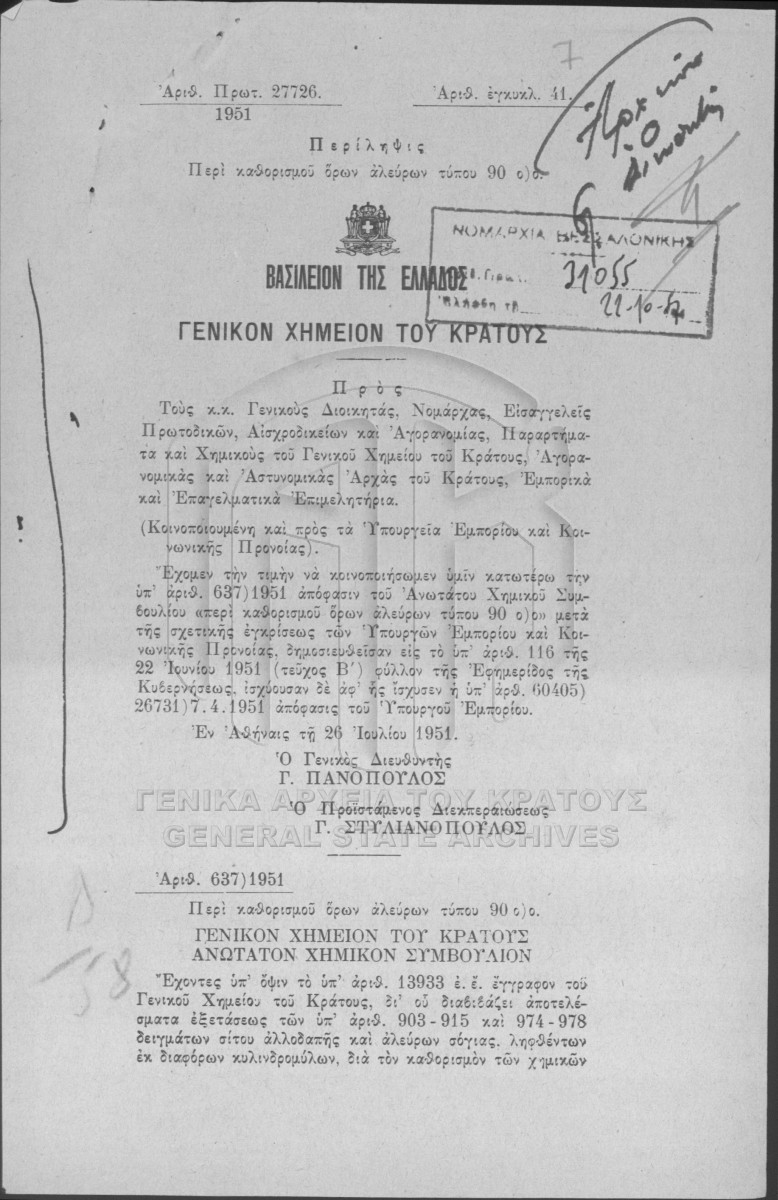 7
Ἀριθ. Πρωτ. 27726.
1951
Ἀριθ. ἐγκυκλ. 41.
Περίληψις
Περὶ καθορισμοῦ ὅρων ἀλεύρων τύπου 90 ο)ο.
ΝΟΜΑΡΧΙΑ ΘΕΣΣΑΛΟΝΙΚΗΣ
31055
Ἐλήφθη τῇ 22-10-
ΒΑΣΙΛΕΙΟΝ ΤΗΣ ΕΛΛΑΔΟΣ
ΓΕΝΙΚΟΝ ΧΗΜΕΙΟΝ ΤΟΥ ΚΡΑΤΟΥΣ
Πρὸς
Τοὺς κ.κ. Γενικοὺς Διοικητάς, Νομάρχας, Εἰσαγγελεῖς
Πρωτοδικῶν, Αἰσχροδικείων καὶ Ἀγορανομίας, Παραρτήμα-
τα καὶ Χημικοὺς τοῦ Γενικοῦ Χημείου τοῦ Κράτους, Ἀγορα-
νομικὰς καὶ Ἀστυνομικὰς Ἀρχὰς τοῦ Κράτους, Ἐμπορικὰ
καὶ Ἐπαγελματικὰ Ἐπιμελητήρια.
(Κοινοποιουμένη καὶ πρὸς τὰ Ὑπουργεῖα Ἐμπορίου καὶ Κοι-
νωνικῆς Προνοίας).
Ἔχομεν τὴν τιμὴν νὰ κοινοποιήσωμεν ὑμῖν κατωτέρω τὴν
ὑπ' ἀριθ. 637)1951 ἀπόφασιν τοῦ Ἀνωτάτου Χημικοῦ Συμ-
βουλίου «περὶ καθορισμοῦ ὅρων ἀλεύρων τύπου 90 ο)ο» μετὰ
τῆς σχετικῆς ἐγκρίσεως τῶν Ὑπουργῶν Ἐμπορίου καὶ Κοι-
νωνικῆς Προνοίας, δημοσιευθεῖσαν εἰς τὸ ὑπ' ἀριθ. 116 τῆς
22 Ἰουνίου 1951 (τεῦχος Β') φύλλον τῆς Ἐφημερίδος τῆς
Κυβερνήσεως, ἰσχύουσαν δὲ ἀφ' ἧς ἴσχυσεν ἡ ὑπ' ἀρθ. 60405)
26731)7.4.1951 ἀπόφασις τοῦ Ὑπουργοῦ Ἐμπορίου.
Ἐν Ἀθήναις τῇ 26 Ἰουλίου 1951.
Ὁ Γενικὸς Διευθυντὴς
Γ. ΠΑΝΟΠΟΥΛΟΣ
ΓΕΝΙΚΑ ΑΡΧΕΙΑ ΤΟΥ ΚΡΑΤΟΥΣ
Ὁ Προϊστάμενος Διεκπεραιώσεως
Γ. ΣΤΥΛΙΑΝΟΠΟΥΛΟΣ
GENERAL STATE ARCHIVES
Ἀριθ. 637)1951
Περὶ καθορισμοῦ ὅρων ἀλεύρων τύπου 90 ο)ο.
ΓΕΝΙΚΟΝ ΧΗΜΕΙΟΝ ΤΟΥ ΚΡΑΤΟΥΣ
ΑΝΩΤΑΤΟΝ ΧΗΜΙΚΟΝ ΣΥΜΒΟΥΛΙΟΝ
Ἔχοντες ὑπ' ὄψιν τὸ ὑπ' ἀριθ. 13933 ἐ. ἔ. ἔγγραφον τοῦ
Γενικοῦ Χημείου τοῦ Κράτους, δι' οὗ διαβιβάζει ἀποτελέ-
σματα ἐξετάσεως τῶν ὑπ' ἀριθ. 903-915 καὶ 974-978
δειγμάτων σίτου ἀλλοδαπῆς καὶ ἀλεύρων σόγιας, ληφθέντων
ἐκ διαφόρων κυλινδρομύλων, διὰ τὸν καθορισμὸν τῶν χημικῶν